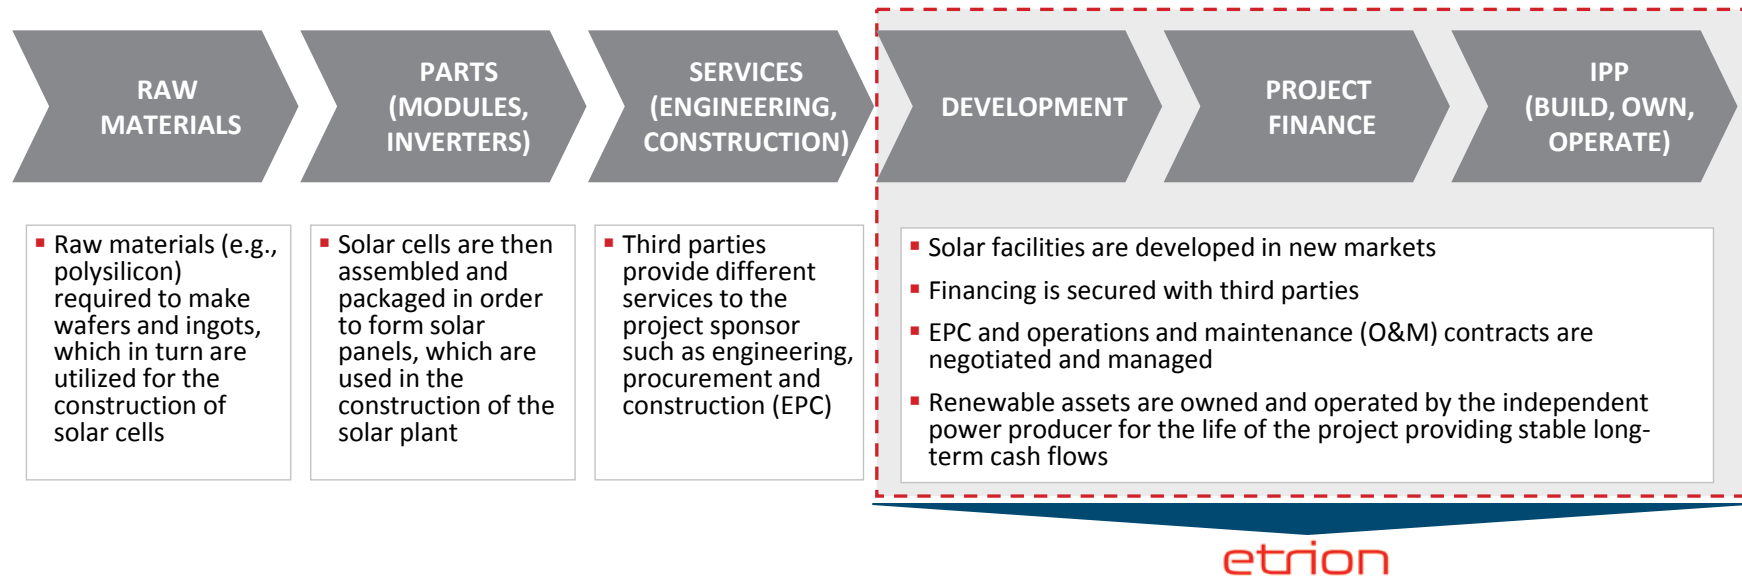 RAW
MATERIALS
PARTS
(MODULES,
INVERTERS)
SERVICES
(ENGINEERING,
CONSTRUCTION)
DEVELOPMENT
PROJECT
FINANCE
IPP
(BUILD, OWN,
OPERATE)
▪ Raw materials (e.g.,
polysilicon)
required to make
wafers and ingots,
which in turn are
utilized for the
construction of
solar cells
▪ Solar cells are then
assembled and
packaged in order
to form solar
panels, which are
used in the
construction of the
solar plant
▪ Third parties
provide different
services to the
project sponsor
such as engineering,
procurement and
construction (EPC)
▪ Solar facilities are developed in new markets
▪ Financing is secured with third parties
▪ EPC and operations and maintenance (O&M) contracts are
negotiated and managed
▪ Renewable assets are owned and operated by the independent
power producer for the life of the project providing stable long-
term cash flows
etrion